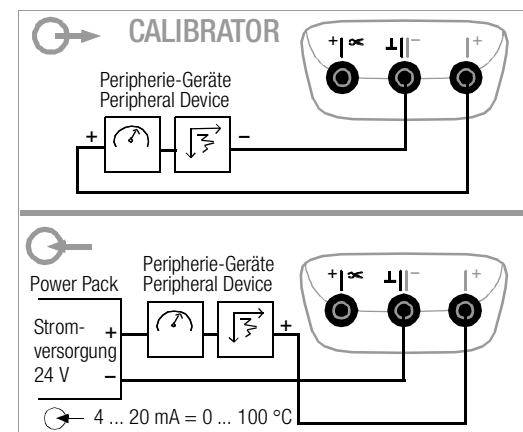 CALIBRATOR
+ ⊥ – +
Peripherie-Geräte
Peripheral Device
+ –
Peripherie-Geräte
Peripheral Device
+ ⊥ – +
Power Pack
+
Strom- +
versorgung
24 V –
4 ... 20 mA = 0 ... 100 °C